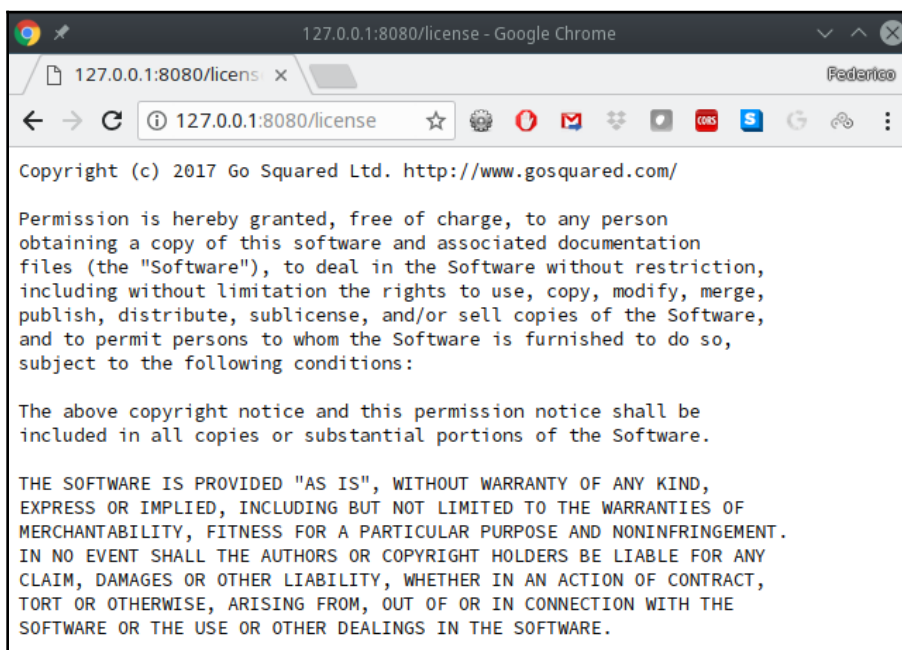 127.0.0.1:8080/license - Google Chrome
127.0.0.1:8080/licens
Federico
127.0.0.1:8080/license
CORS
S
G
Copyright (c) 2017 Go Squared Ltd. http://www.gosquared.com/
Permission is hereby granted, free of charge, to any person
obtaining a copy of this software and associated documentation
files (the "Software"), to deal in the Software without restriction,
including without limitation the rights to use, copy, modify, merge,
publish, distribute, sublicense, and/or sell copies of the Software,
and to permit persons to whom the Software is furnished to do so,
subject to the following conditions:
The above copyright notice and this permission notice shall be
included in all copies or substantial portions of the Software.
THE SOFTWARE IS PROVIDED "AS IS", WITHOUT WARRANTY OF ANY KIND,
EXPRESS OR IMPLIED, INCLUDING BUT NOT LIMITED TO THE WARRANTIES OF
MERCHANTABILITY, FITNESS FOR A PARTICULAR PURPOSE AND NONINFRINGEMENT.
IN NO EVENT SHALL THE AUTHORS OR COPYRIGHT HOLDERS BE LIABLE FOR ANY
CLAIM, DAMAGES OR OTHER LIABILITY, WHETHER IN AN ACTION OF CONTRACT,
TORT OR OTHERWISE, ARISING FROM, OUT OF OR IN CONNECTION WITH THE
SOFTWARE OR THE USE OR OTHER DEALINGS IN THE SOFTWARE.